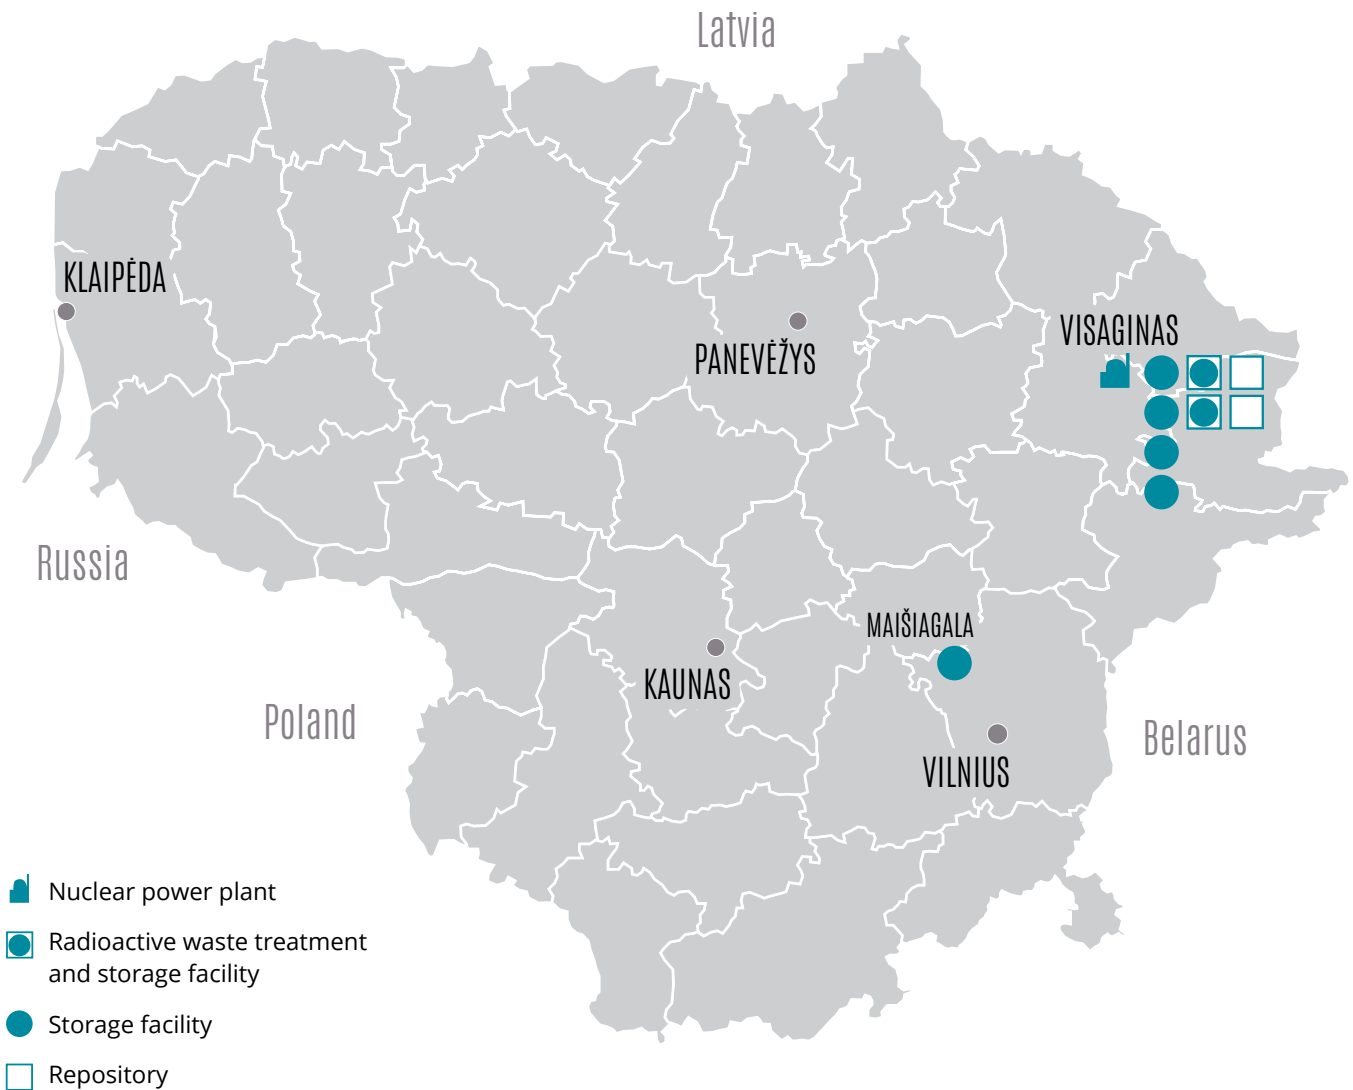 Latvia
KLAIPĖDA
VISAGINAS
PANEVĖŽYS
Russia
MAIŠIAGALA
KAUNAS
Poland
Belarus
VILNIUS
Nuclear power plant
Radioactive waste treatment
and storage facility
Storage facility
Repository